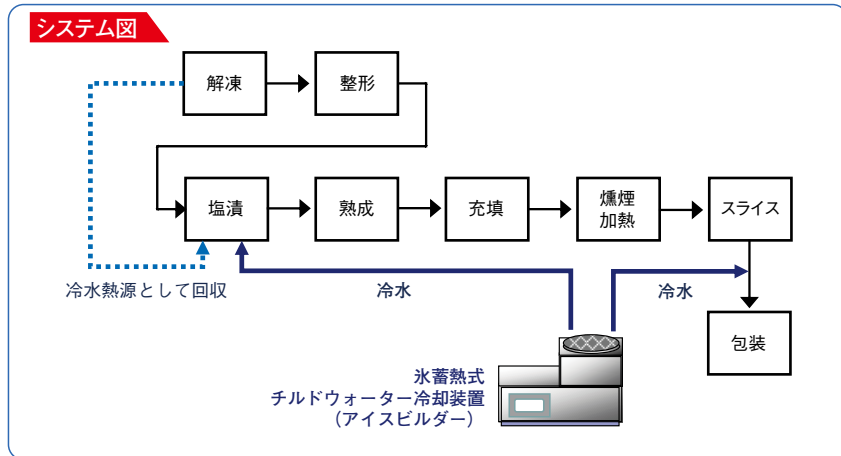 システム図
解凍
整形
塩漬
熟成
充填
燻煙
加熱
スライス
冷水熱源として回収
冷水
冷水
包装
氷蓄熱式
チルドウォーター冷却装置
（アイスビルダー）